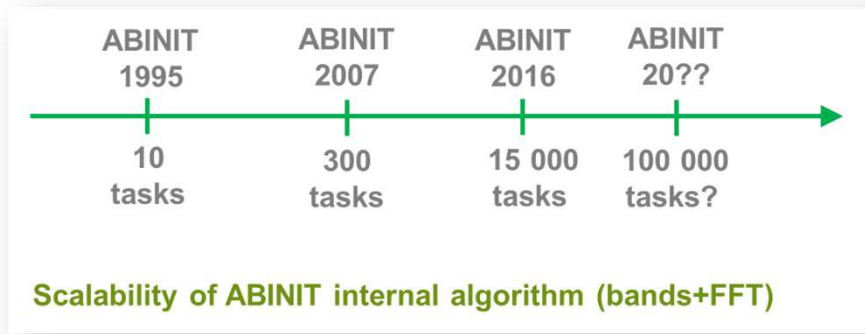 ABINIT 1995
ABINIT 2007
ABINIT 2016
ABINIT 20??
10 tasks
300 tasks
15 000 tasks
100 000 tasks?
Scalability of ABINIT internal algorithm (bands+FFT)